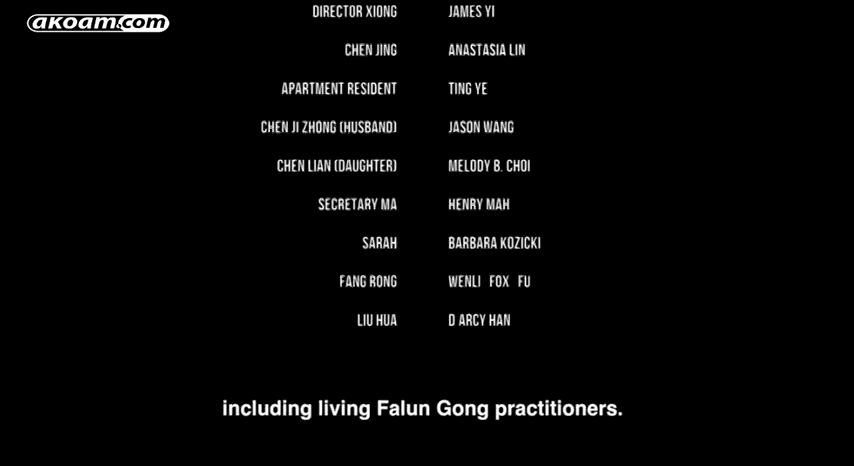 akoam.com
DIRECTOR XIONG JAMES YI
CHEN JING ANASTASIA LIN
APARTMENT RESIDENT TING YE
CHEN JI ZHONG (HUSBAND) JASON WANG
CHEN LIAN (DAUGHTER) MELODY B. CHOI
SECRETARY MA HENRY MAH
SARAH BARBARA KOZICKI
FANG RONG WENLI FOX FU
LIU HUA D ARCY HAN
including living Falun Gong practitioners.